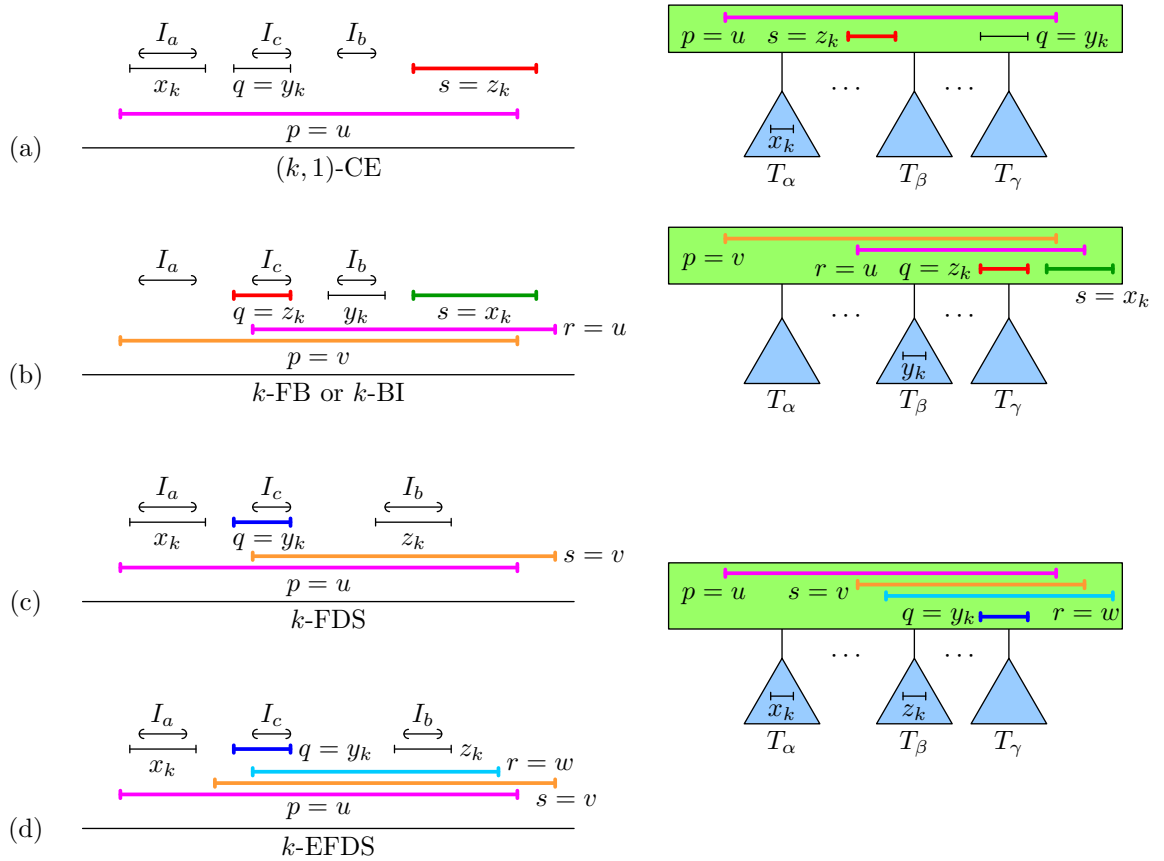 I_a I_c I_b
x_k q = y_k s = z_k
p = u
(a)
(k, 1)-CE
p = u s = z_k q = y_k
... ...
x_k
T_α T_β T_γ
I_a I_c I_b
q = z_k y_k s = x_k
r = u
p = v
(b)
k-FB or k-BI
p = v
r = u q = z_k
s = x_k
... ...
y_k
T_α T_β T_γ
I_a I_c I_b
x_k q = y_k z_k
s = v
p = u
(c)
k-FDS
I_a I_c I_b
x_k q = y_k z_k
r = w
s = v
p = u
(d)
k-EFDS
p = u s = v
q = y_k r = w
... ...
x_k z_k
T_α T_β T_γ